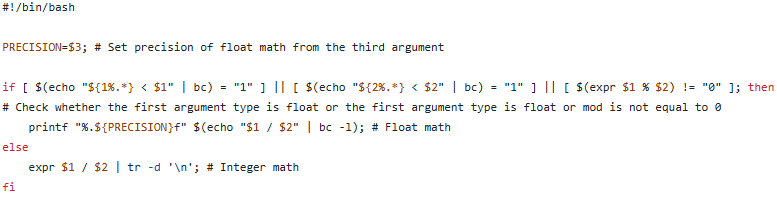 #!/bin/bash
PRECISION=$3; # Set precision of float math from the third argument
if [ $(echo "${1%.*} < $1" | bc) = "1" ] || [ $(echo "${2%.*} < $2" | bc) = "1" ] || [ $(expr $1 % $2) != "0" ]; then
# Check whether the first argument type is float or the first argument type is float or mod is not equal to 0
    printf "%.${PRECISION}f" $(echo "$1 / $2" | bc -l); # Float math
else
    expr $1 / $2 | tr -d '\n'; # Integer math
fi